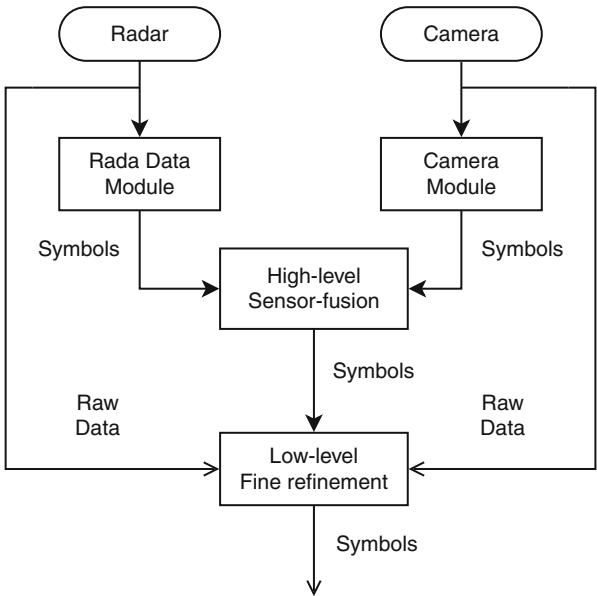 Radar
Camera
Rada Data
Module
Camera
Module
Symbols
Symbols
High-level
Sensor-fusion
Symbols
Raw
Data
Raw
Data
Low-level
Fine refinement
Symbols